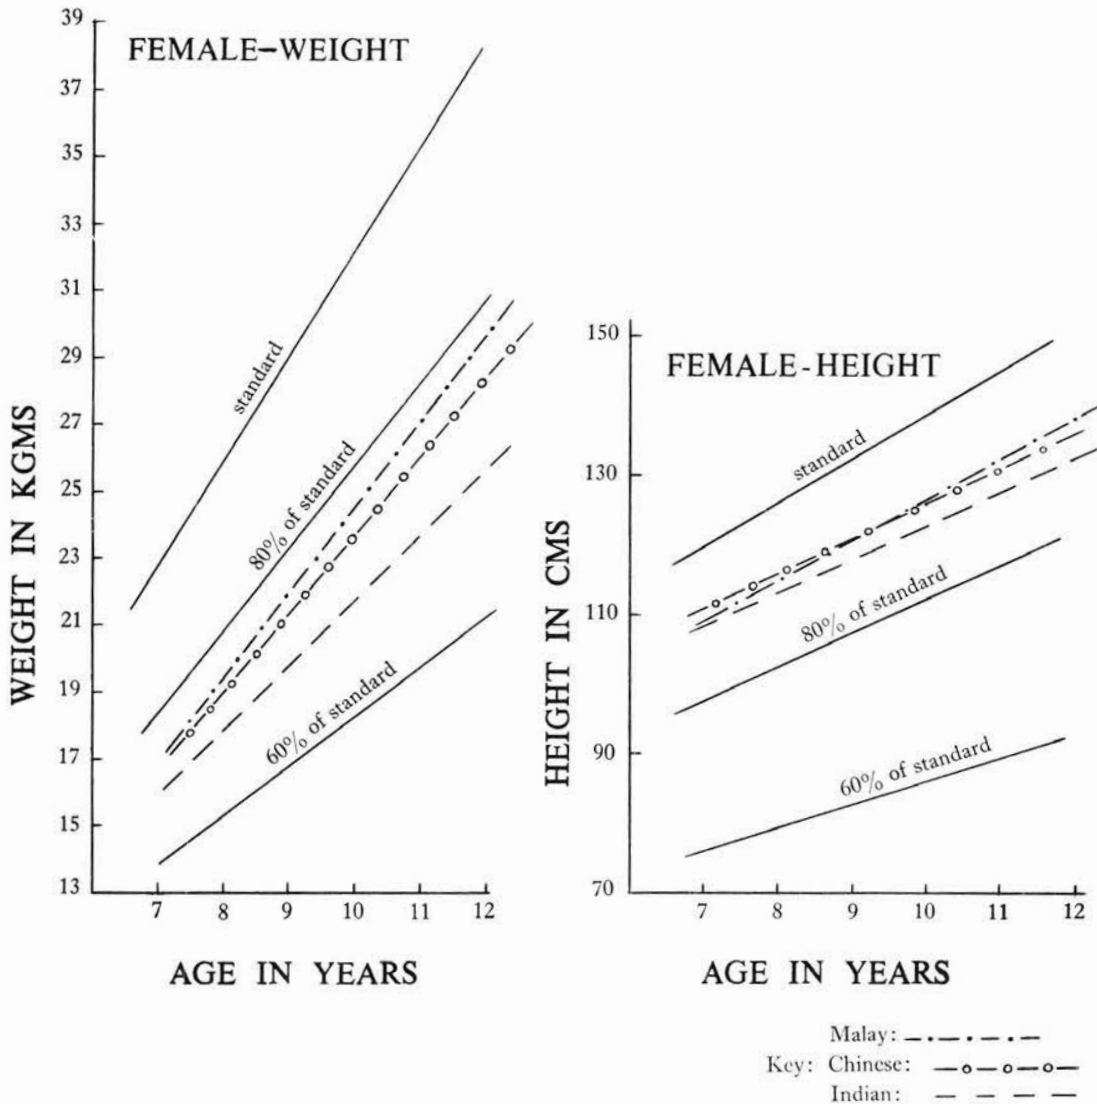 FEMALE-WEIGHT
39
37
35
33
31
29
27
25
23
21
19
17
15
13
WEIGHT IN KGMS
standard
80% of standard
60% of standard
7 8 9 10 11 12
AGE IN YEARS
FEMALE-HEIGHT
150
130
110
90
70
HEIGHT IN CMS
standard
80% of standard
60% of standard
7 8 9 10 11 12
AGE IN YEARS
Malay:
Key: Chinese:
Indian: